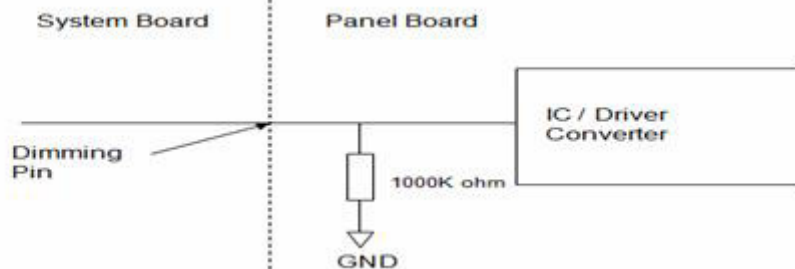 System Board
Panel Board
IC / Driver
Converter
Dimming
Pin
1000K ohm
GND